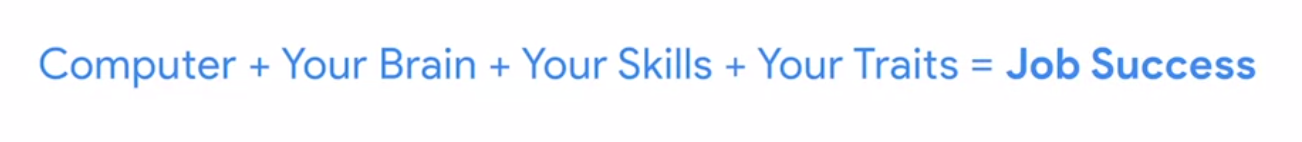 Computer + Your Brain + Your Skills + Your Traits = Job Success